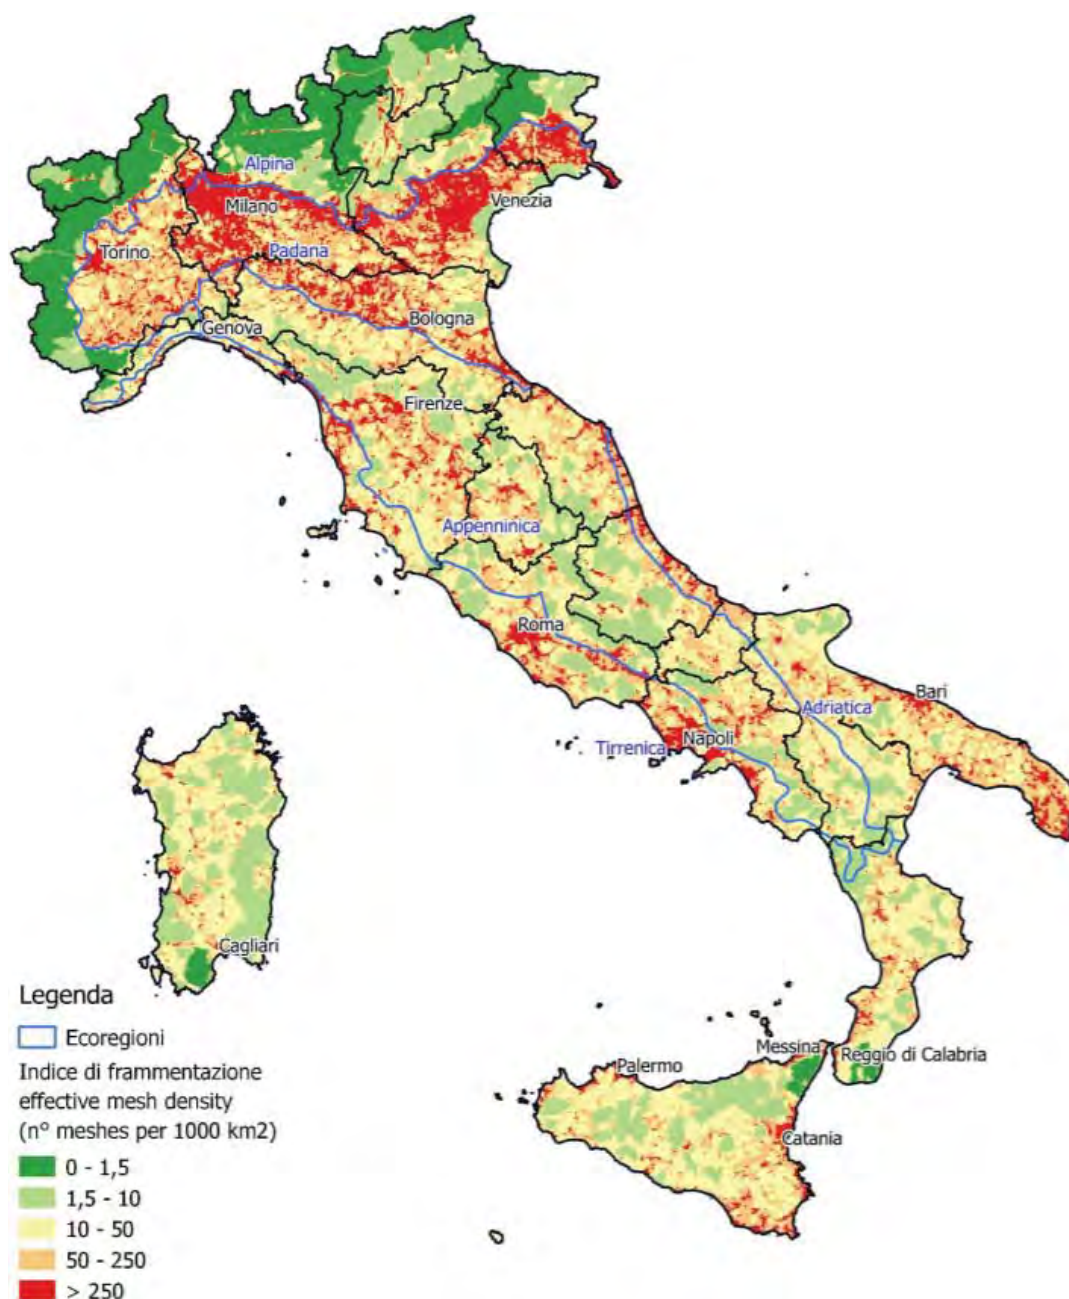 Alpina
Milano
Venezia
Torino
Padana
Genova
Bologna
Firenze
Appenninica
Roma
Bari
Adriatica
Tirrenica
Napoli
Cagliari
Messina
Reggio di Calabria
Palermo
Catania
Legenda
Ecoregioni
Indice di frammentazione
effective mesh density
(n° meshes per 1000 km2)
0 - 1,5
1,5 - 10
10 - 50
50 - 250
> 250